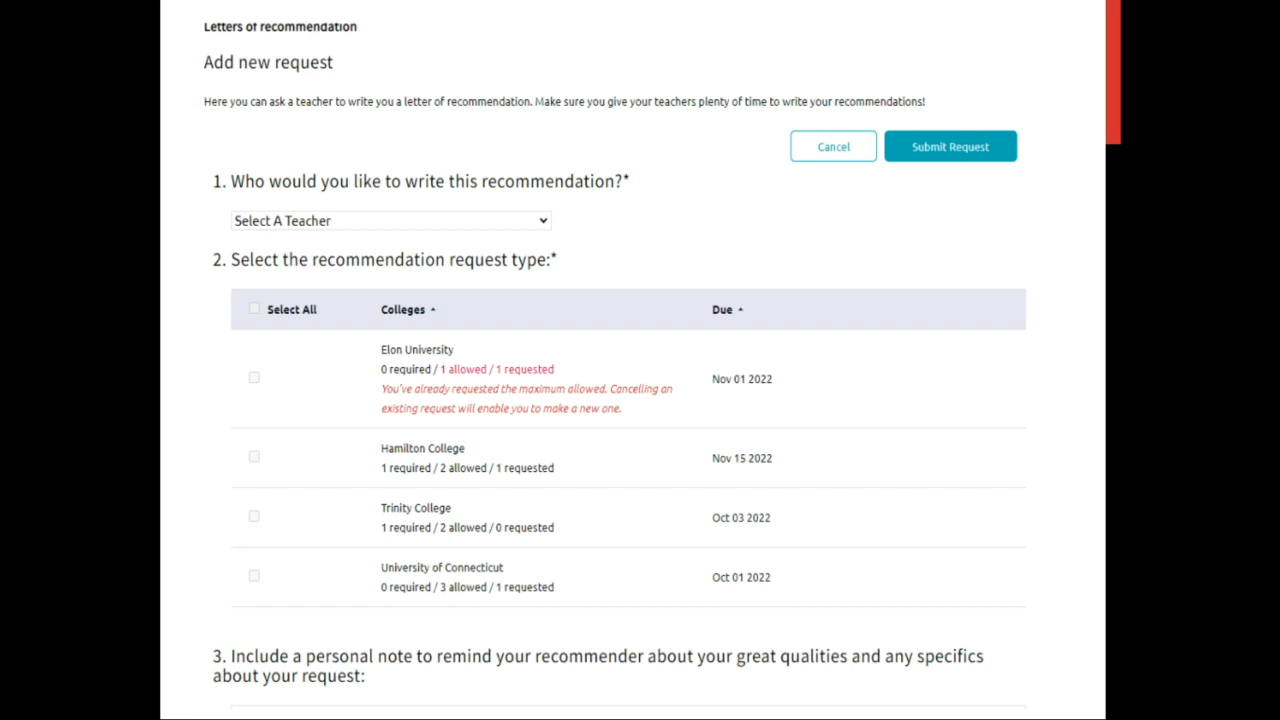 Letters of recommendation
Add new request
Here you can ask a teacher to write you a letter of recommendation. Make sure you give your teachers plenty of time to write your recommendations!
Cancel
Submit Request
1. Who would you like to write this recommendation?*
Select A Teacher
2. Select the recommendation request type:*
Select All Colleges Due
Elon University
0 required / 1 allowed / 1 requested
You've already requested the maximum allowed. Cancelling an
existing request will enable you to make a new one.
Nov 01 2022
Hamilton College
1 required / 2 allowed / 1 requested
Nov 15 2022
Trinity College
1 required / 2 allowed / 0 requested
Oct 03 2022
University of Connecticut
0 required / 3 allowed / 1 requested
Oct 01 2022
3. Include a personal note to remind your recommender about your great qualities and any specifics
about your request: